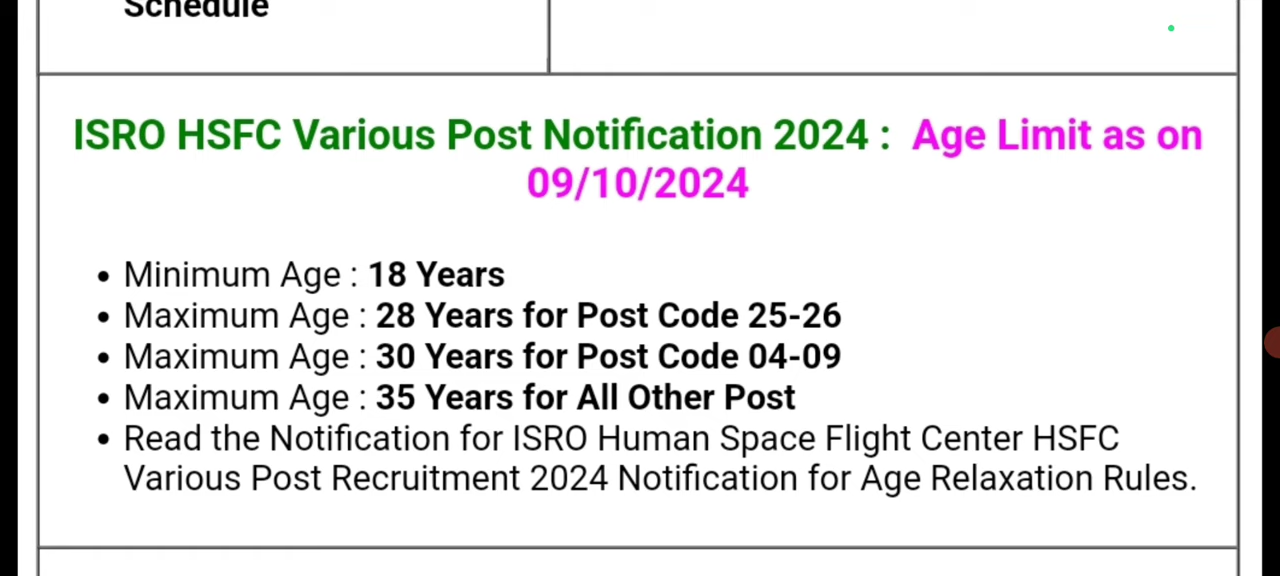 Schedule
ISRO HSFC Various Post Notification 2024 : Age Limit as on
09/10/2024
• Minimum Age : 18 Years
• Maximum Age : 28 Years for Post Code 25-26
• Maximum Age : 30 Years for Post Code 04-09
• Maximum Age : 35 Years for All Other Post
• Read the Notification for ISRO Human Space Flight Center HSFC
Various Post Recruitment 2024 Notification for Age Relaxation Rules.